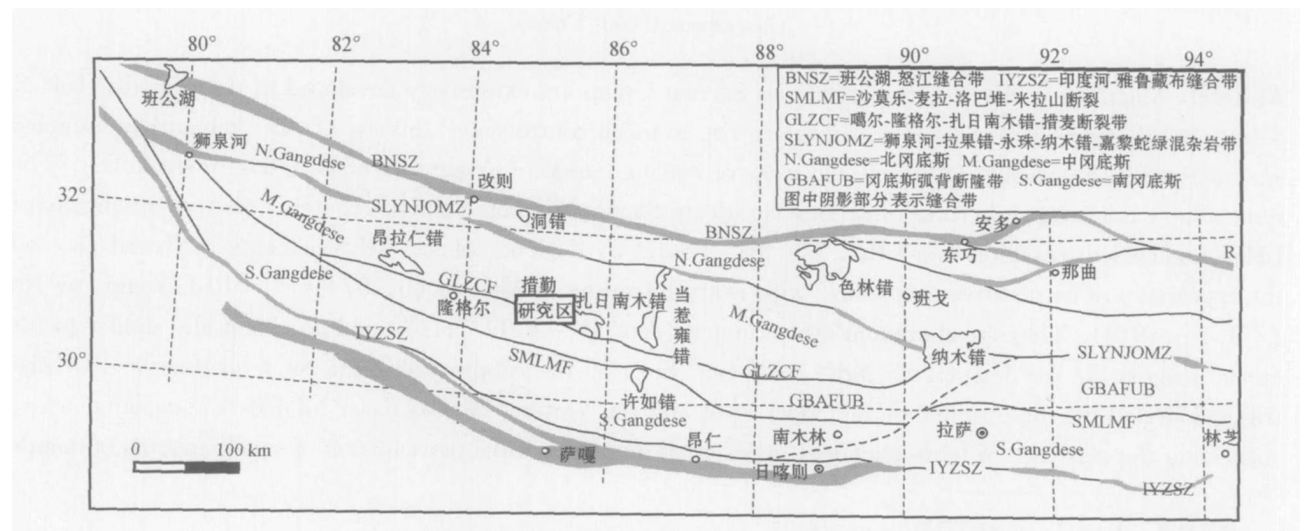 80° 82° 84° 86° 88° 90° 92° 94°
BNSZ=班公湖-怒江缝合带 IYZSZ=印度河-雅鲁藏布缝合带
SMLMF=沙莫乐-麦拉-洛巴堆-米拉山断裂
GLZCF=噶尔-隆格尔-扎日南木错-措麦断裂带
SLYNJOMZ=狮泉河-拉果错-永珠-纳木错-嘉黎蛇绿混杂岩带
N.Gangdese=北冈底斯 M.Gangdese=中冈底斯
GBAFUB=冈底斯弧背断隆带 S.Gangdese=南冈底斯
图中阴影部分表示缝合带
班公湖
狮泉河
N.Gangdese
BNSZ
改则
32°
M.Gangdese
SLYNJOMZ
洞错
BNSZ
安多
东巧
R
昂拉仁错
N.Gangdese
色林错
那曲
S.Gangdese
GLZCF
措勤
扎日南木错
当惹雍错
班戈
隆格尔
研究区
M.Gangdese
IYZSZ
30°
SMLMF
GLZCF
纳木错
SLYNJOMZ
许如错
GBAFUB
GBAFUB
S.Gangdese
南木林
拉萨
SMLMF
林芝
0 100 km
萨嘎
昂仁
日喀则
S.Gangdese
IYZSZ
IYZSZ